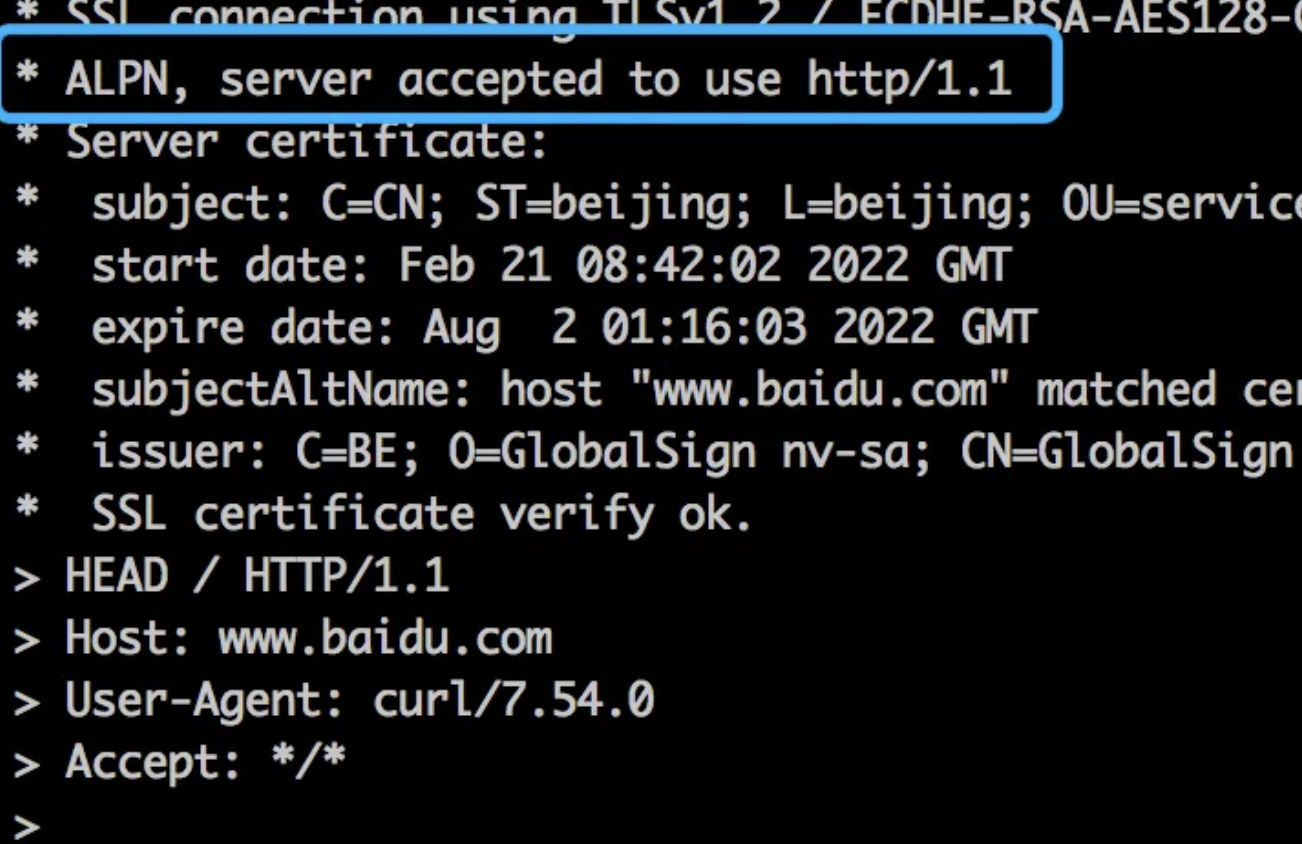 * SSL connection using TLSv1.2 / ECDHE-RSA-AES128-
* ALPN, server accepted to use http/1.1
* Server certificate:
*  subject: C=CN; ST=beijing; L=beijing; OU=service
*  start date: Feb 21 08:42:02 2022 GMT
*  expire date: Aug  2 01:16:03 2022 GMT
*  subjectAltName: host "www.baidu.com" matched cer
*  issuer: C=BE; O=GlobalSign nv-sa; CN=GlobalSign
*  SSL certificate verify ok.
> HEAD / HTTP/1.1
> Host: www.baidu.com
> User-Agent: curl/7.54.0
> Accept: */*
>